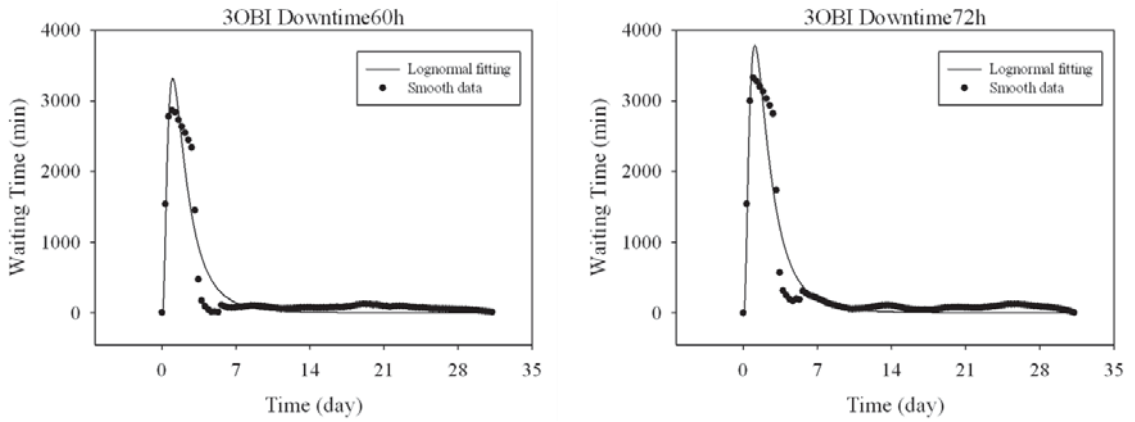 3OBI Downtime60h
4000
3000
2000
1000
0
Waiting Time (min)
Lognormal fitting
Smooth data
0 7 14 21 28 35
Time (day)
3OBI Downtime72h
4000
3000
2000
1000
0
Waiting Time (min)
Lognormal fitting
Smooth data
0 7 14 21 28 35
Time (day)